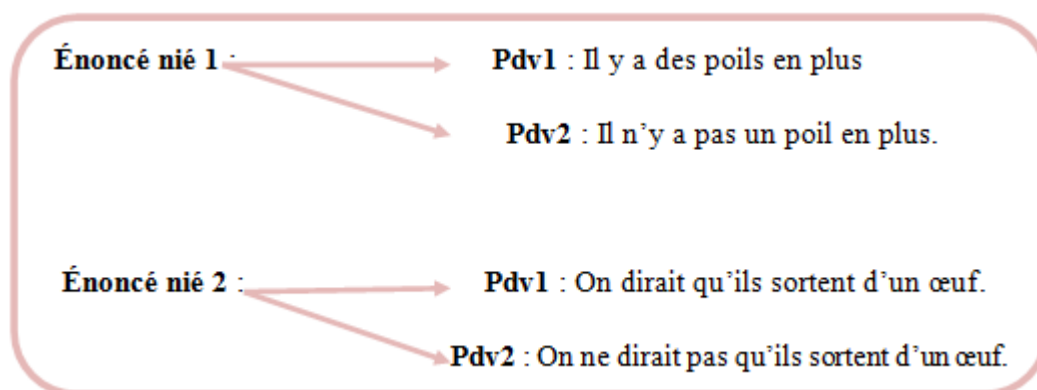 Énoncé nié 1 : Pdv1 : Il y a des poils en plus
Pdv2 : Il n’y a pas un poil en plus.
Énoncé nié 2 : Pdv1 : On dirait qu’ils sortent d’un œuf.
Pdv2 : On ne dirait pas qu’ils sortent d’un œuf.